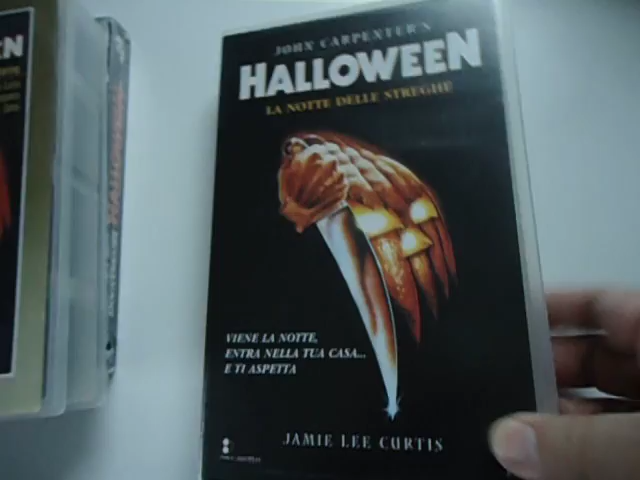 JOHN CARPENTER'S
HALLOWEEN
LA NOTTE DELLE STREGHE
VIENE LA NOTTE,
ENTRA NELLA TUA CASA...
E TI ASPETTA
JAMIE LEE CURTIS
HALLOWEEN